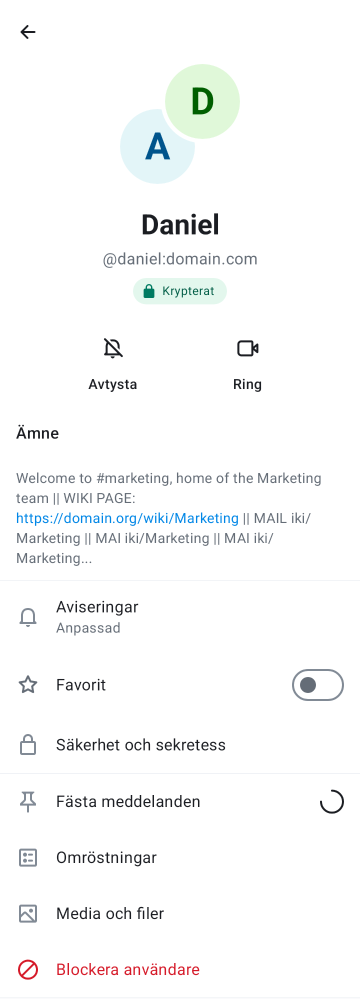 D
A
Daniel
@daniel:domain.com
Krypterat
Avtysta
Ring
Ämne
Welcome to #marketing, home of the Marketing
team || WIKI PAGE:
https://domain.org/wiki/Marketing || MAIL iki/
Marketing || MAI iki/Marketing || MAI iki/
Marketing...
Aviseringar
Anpassad
Favorit
Säkerhet och sekretess
Fästa meddelanden
Omröstningar
Media och filer
Blockera användare